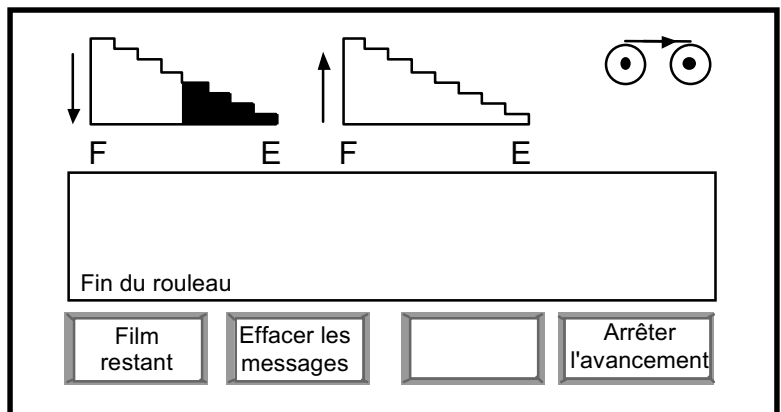 F E F E
Fin du rouleau
Film
restant
Effacer les
messages
Arrêter
l'avancement